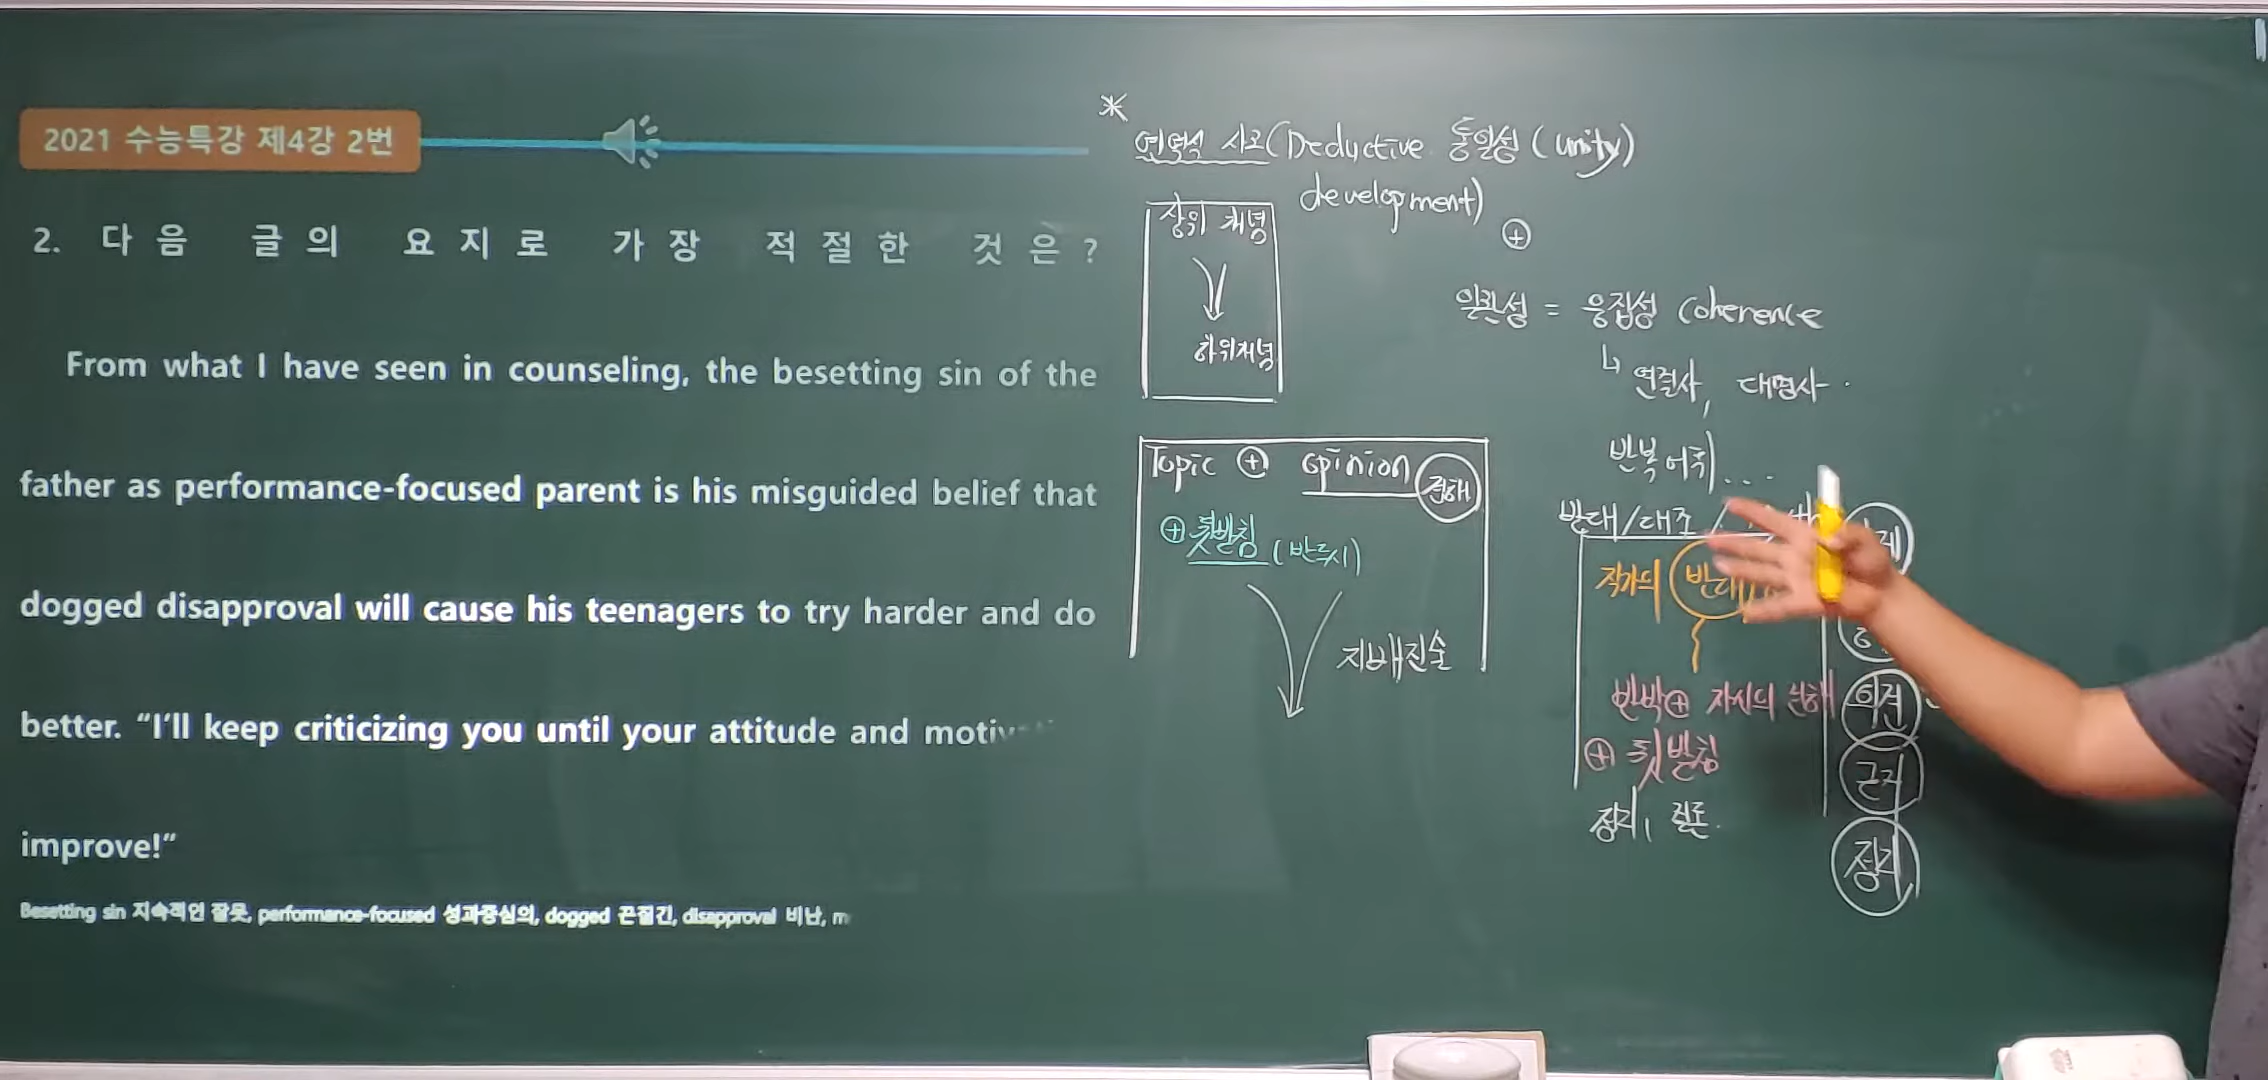 2021 수능특강 제4강 2번
2. 다음 글의 요지로 가장 적절한 것은?
From what I have seen in counseling, the besetting sin of the
father as performance-focused parent is his misguided belief that
dogged disapproval will cause his teenagers to try harder and do
better. “I’ll keep criticizing you until your attitude and motiv
improve!”
Besetting sin 지속적인 잘못, performance-focused 성과중심의, dogged 끈질긴, disapproval 비난, m
*
연역식 사고(Deductive
development)
통일성 (unity)
⊕
상위 개념
하위개념
일관성 = 응집성 Coherence
↳ 연결사, 대명사..
반복 어휘...
Topic ⊕ opinion 견해
⊕ 뒷받침 (반드시)
지배진술
반대/대조 /
작가의 반대
반박⊕ 자신의 견해
⊕ 뒷받침
정리, 결론.
의견
근거
정리